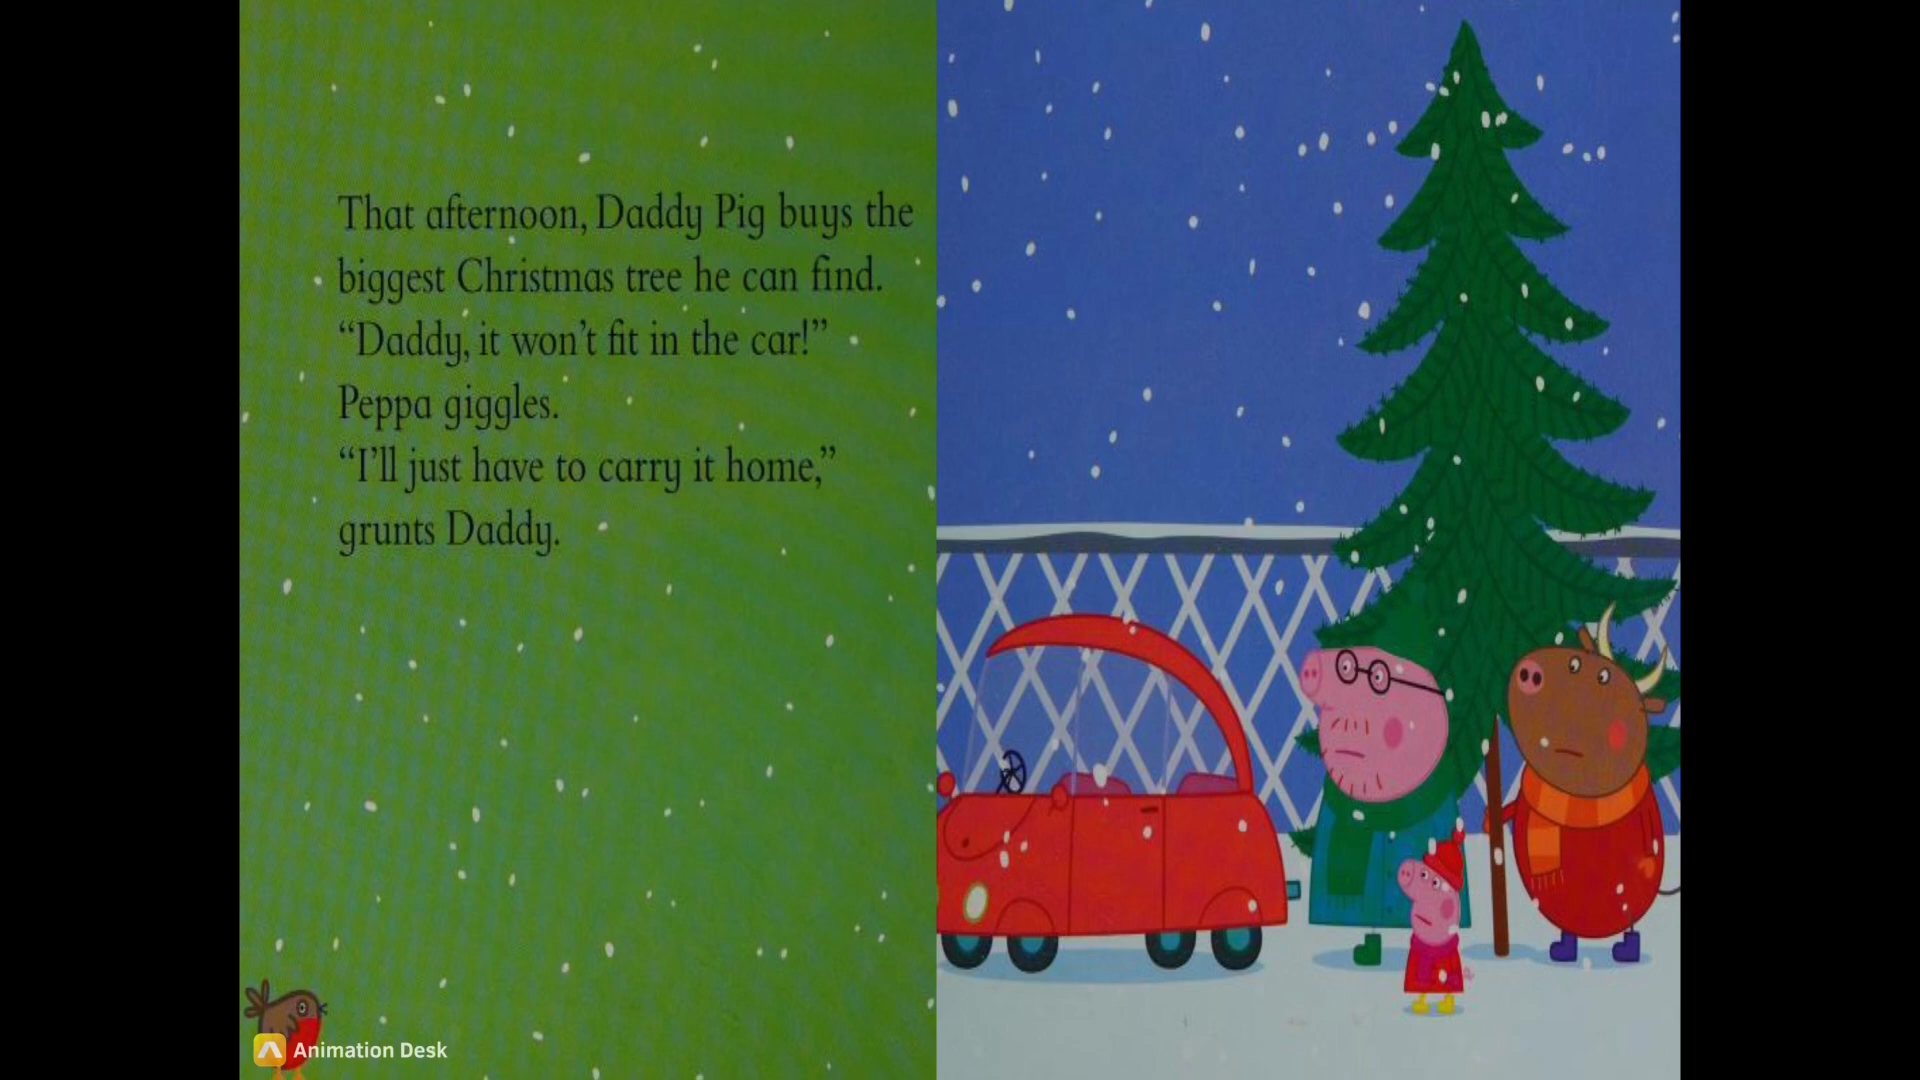 That afternoon, Daddy Pig buys the
biggest Christmas tree he can find.
“Daddy, it won’t fit in the car!”
Peppa giggles.
“I’ll just have to carry it home,”
grunts Daddy.
Animation Desk